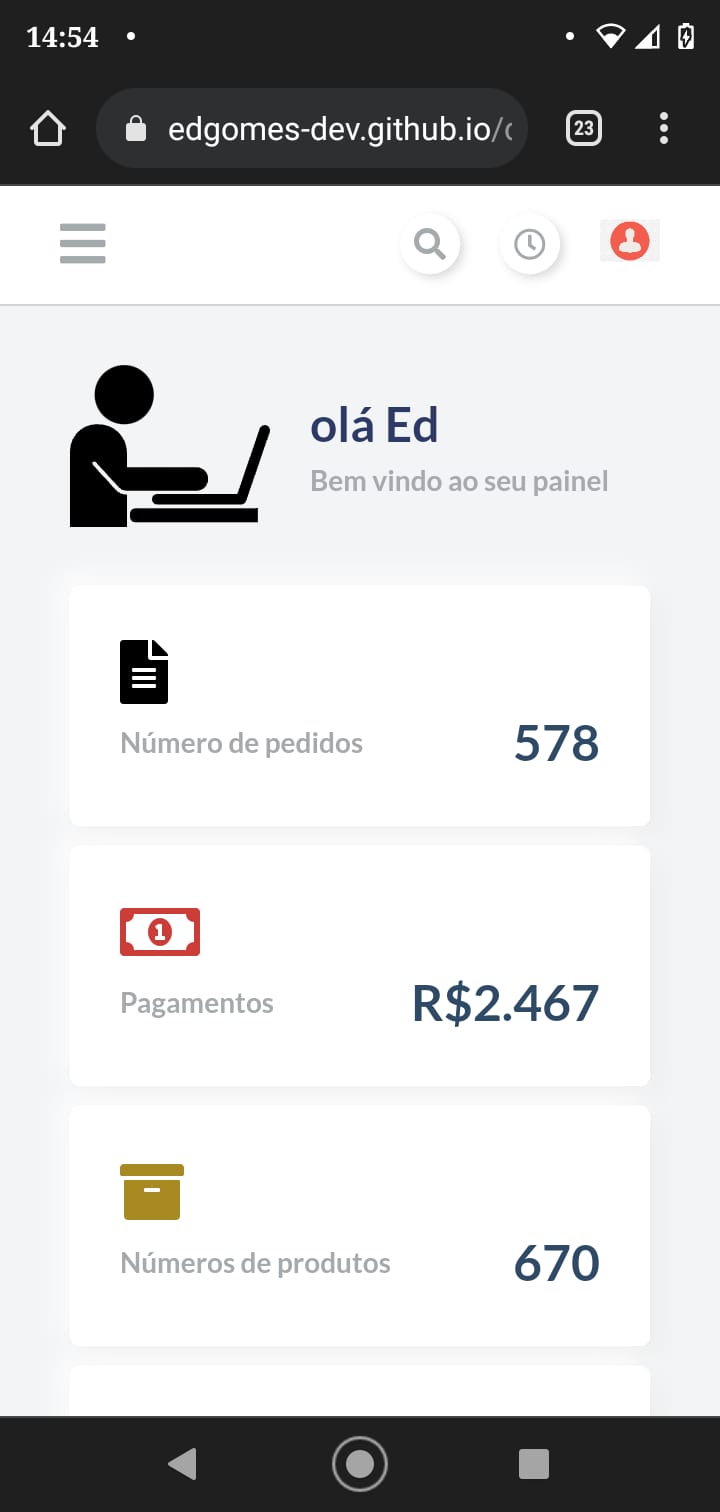 14:54
edgomes-dev.github.io/
23
olá Ed
Bem vindo ao seu painel
Número de pedidos
578
1
Pagamentos
R$2.467
Números de produtos
670